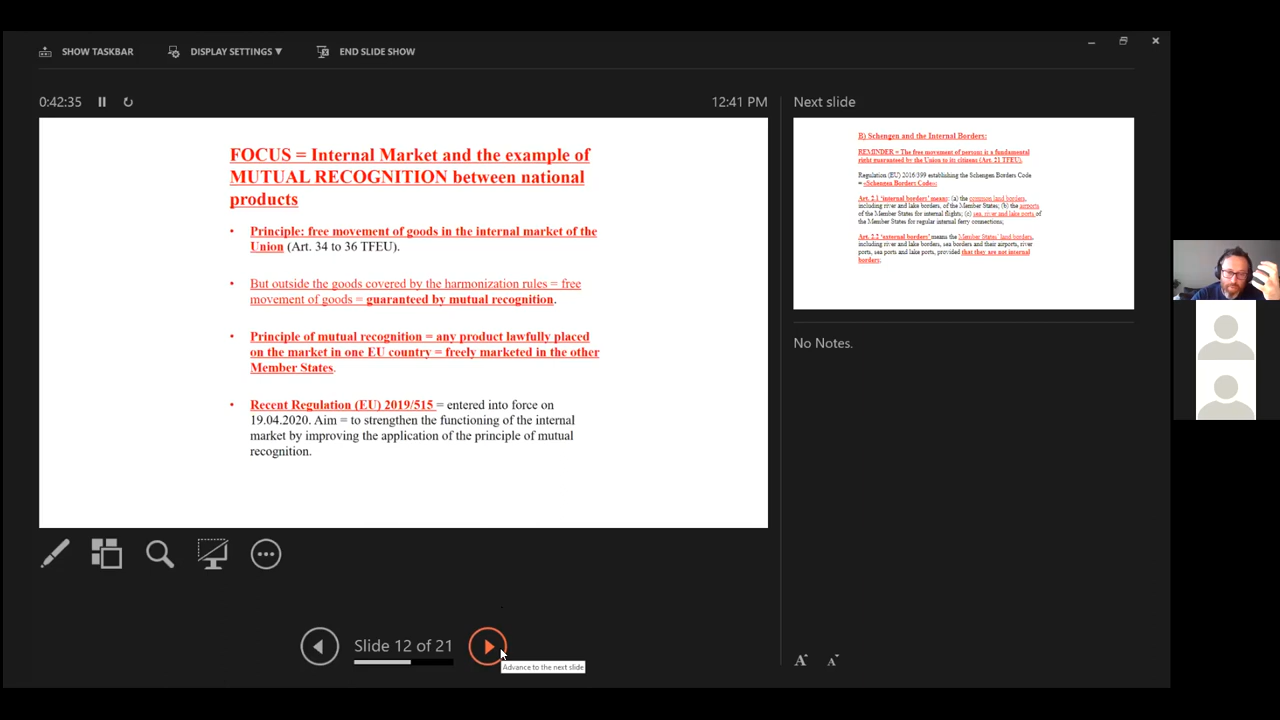 SHOW TASKBAR
DISPLAY SETTINGS ▼
END SLIDE SHOW
0:42:35
12:41 PM
FOCUS = Internal Market and the example of
MUTUAL RECOGNITION between national
products
• Principle: free movement of goods in the internal market of the
Union (Art. 34 to 36 TFEU).
• But outside the goods covered by the harmonization rules = free
movement of goods = guaranteed by mutual recognition.
• Principle of mutual recognition = any product lawfully placed
on the market in one EU country = freely marketed in the other
Member States.
• Recent Regulation (EU) 2019/515 = entered into force on
19.04.2020. Aim = to strengthen the functioning of the internal
market by improving the application of the principle of mutual
recognition.
Next slide
B) Schengen and the Internal Borders:
REMINDER = The free movement of persons is a fundamental
right guaranteed by the Union to its citizens (Art. 21 TFEU).
Regulation (EU) 2016/399 establishing the Schengen Borders Code
= «Schengen Borders Code»:
Art. 2.1 'internal borders' means: (a) the common land borders,
including river and lake borders, of the Member States; (b) the airports
of the Member States for internal flights; (c) sea, river and lake ports of
the Member States for regular internal ferry connections;
Art. 2.2 'external borders' means the Member States' land borders,
including river and lake borders, sea borders and their airports, river
ports, sea ports and lake ports, provided that they are not internal
borders;
No Notes.
Slide 12 of 21
Advance to the next slide
A A